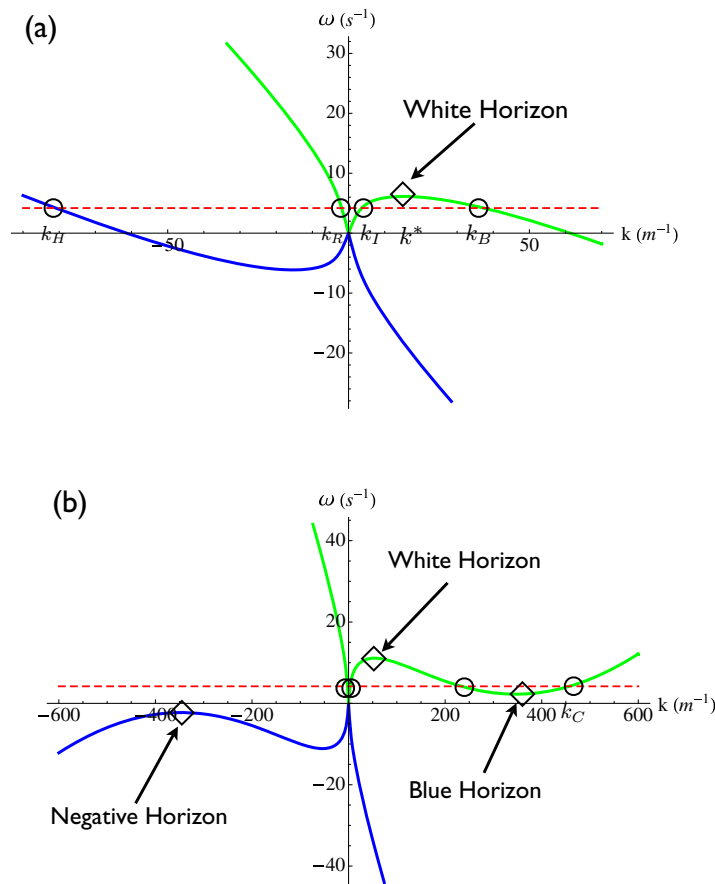 (a)
ω (s⁻¹)
30
20
White Horizon
10
k_H
k_R
k_I
k*
k_B
-50
50
k (m⁻¹)
-10
-20
(b)
ω (s⁻¹)
40
White Horizon
20
-600
-400
-200
200
400
k_C
600
k (m⁻¹)
Blue Horizon
Negative Horizon
-20
-40